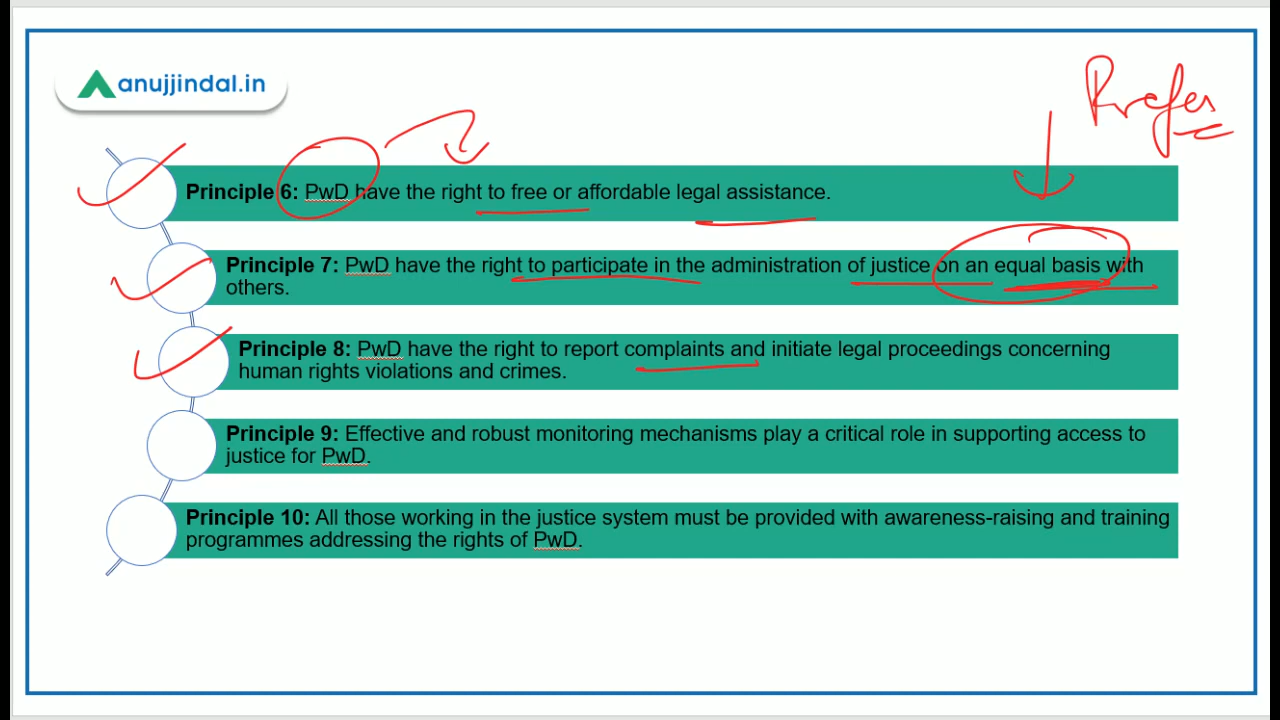 anujjindal.in
Prefer
Principle 6: PwD have the right to free or affordable legal assistance.
Principle 7: PwD have the right to participate in the administration of justice on an equal basis with
others.
Principle 8: PwD have the right to report complaints and initiate legal proceedings concerning
human rights violations and crimes.
Principle 9: Effective and robust monitoring mechanisms play a critical role in supporting access to
justice for PwD.
Principle 10: All those working in the justice system must be provided with awareness-raising and training
programmes addressing the rights of PwD.